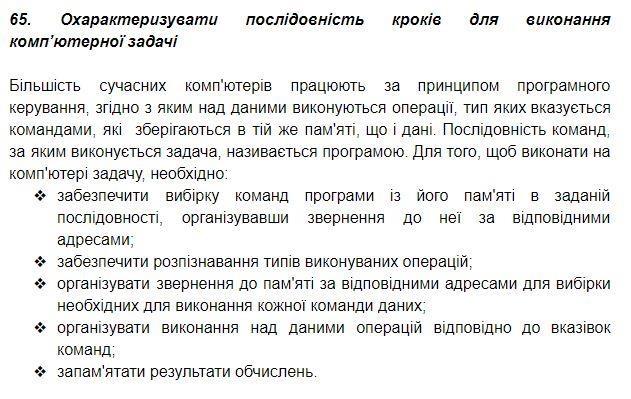 65. Охарактеризувати послідовність кроків для виконання
комп’ютерної задачі
Більшість сучасних комп'ютерів працюють за принципом програмного
керування, згідно з яким над даними виконуються операції, тип яких вказується
командами, які зберігаються в тій же пам'яті, що і дані. Послідовність команд,
за яким виконується задача, називається програмою. Для того, щоб виконати на
комп'ютері задачу, необхідно:
❖ забезпечити вибірку команд програми із його пам'яті в заданій
послідовності, організувавши звернення до неї за відповідними
адресами;
❖ забезпечити розпізнавання типів виконуваних операцій;
❖ організувати звернення до пам'яті за відповідними адресами для вибірки
необхідних для виконання кожної команди даних;
❖ організувати виконання над даними операцій відповідно до вказівок
команд;
❖ запам'ятати результати обчислень.